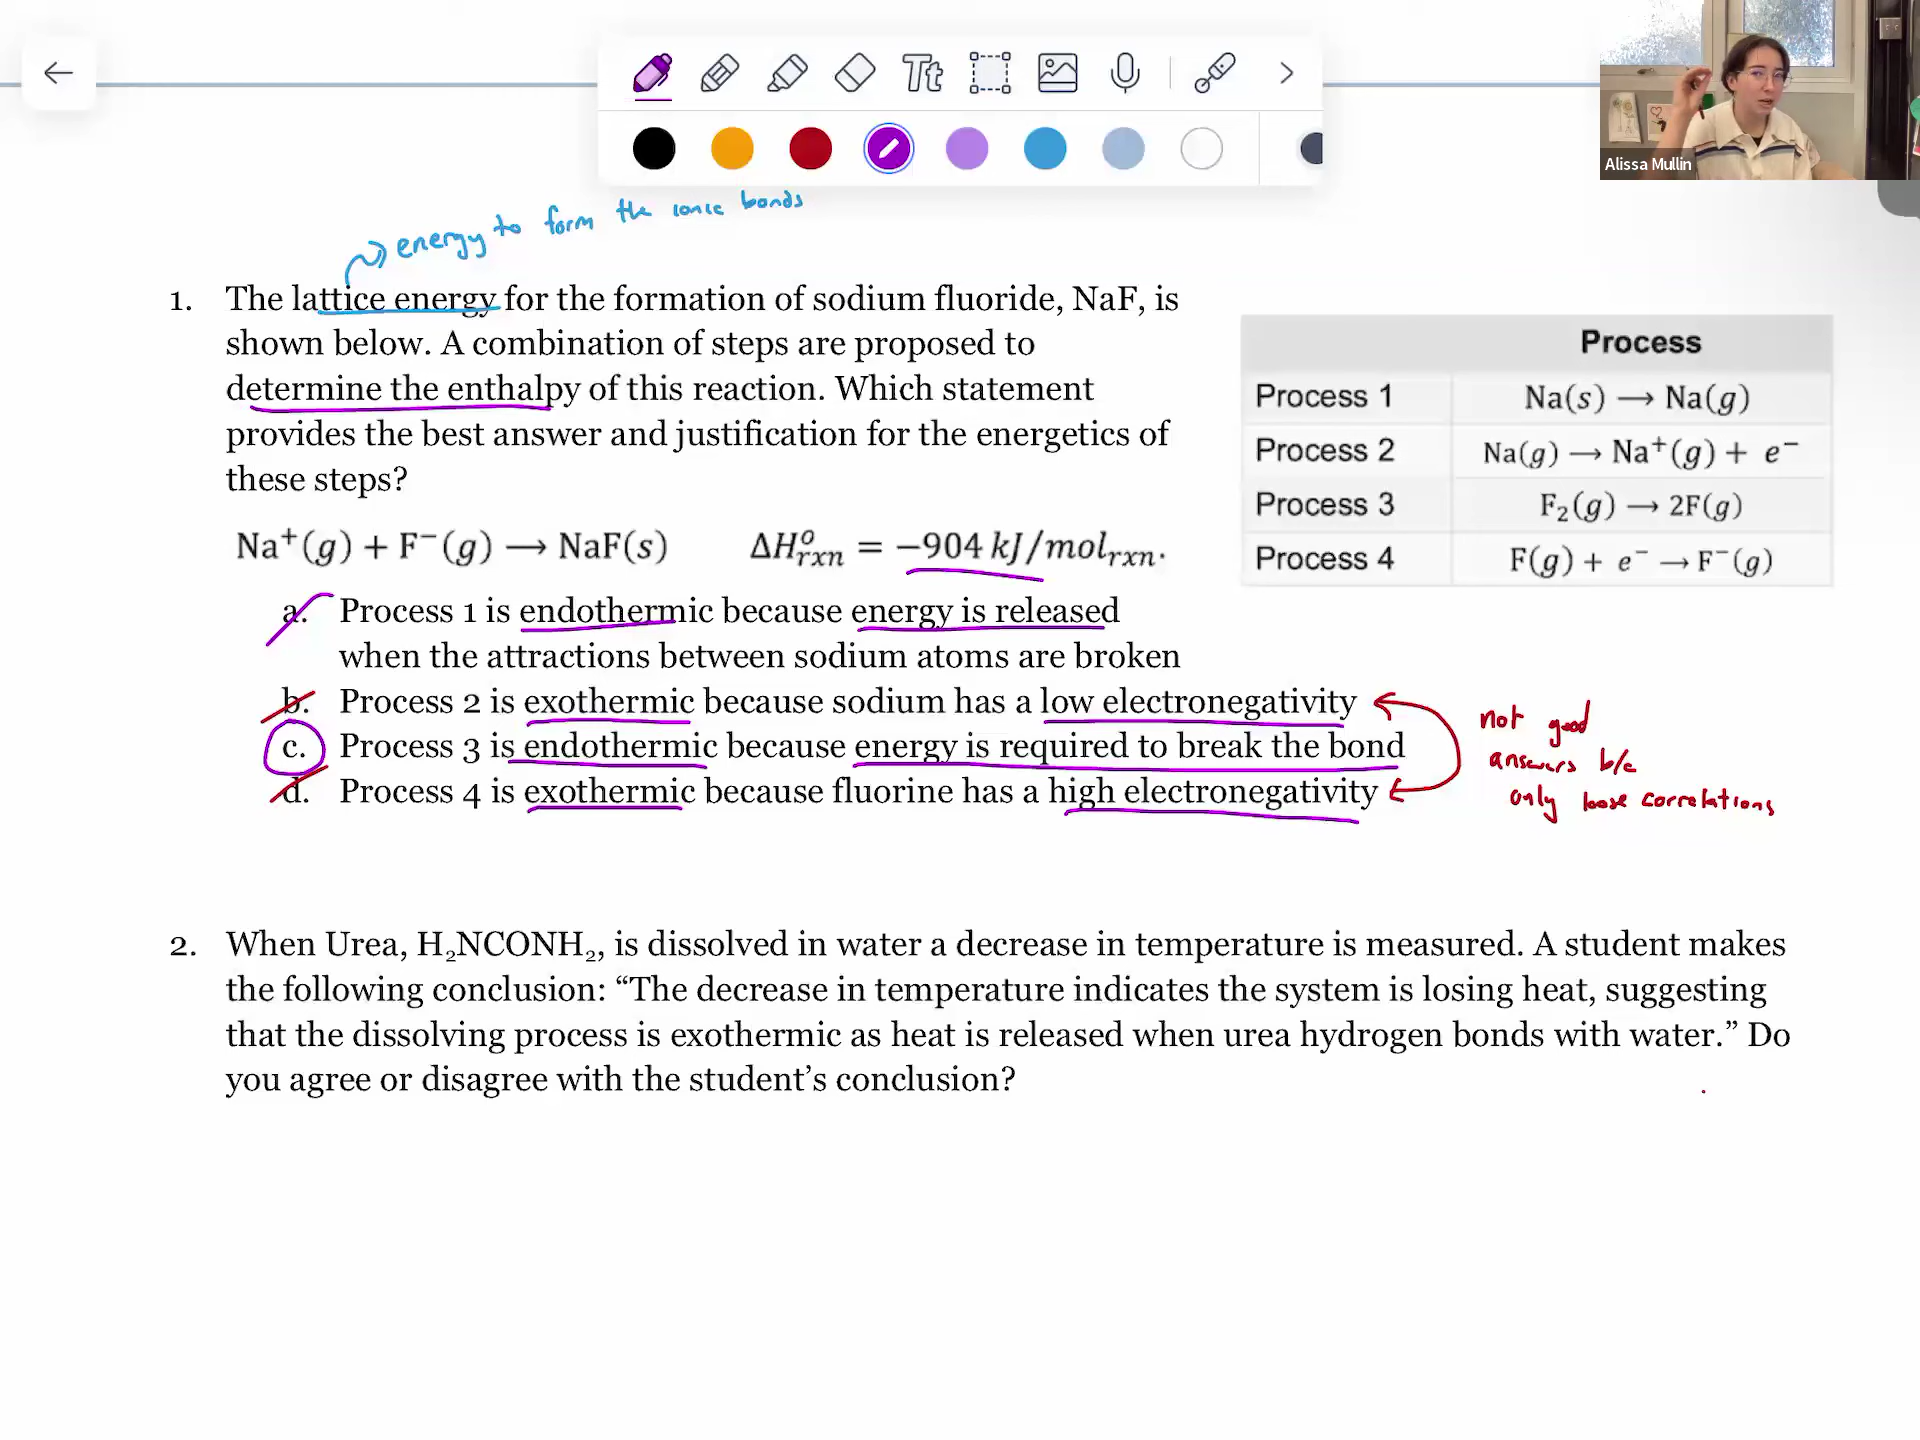 Tt
Alissa Mullin
energy to form the ionic bonds
1. The lattice energy for the formation of sodium fluoride, NaF, is
shown below. A combination of steps are proposed to
determine the enthalpy of this reaction. Which statement
provides the best answer and justification for the energetics of
these steps?
Na⁺(g) + F⁻(g) ⟶ NaF(s) ΔH°rxn = −904 kJ/molrxn.
Process
Process 1 Na(s) ⟶ Na(g)
Process 2 Na(g) ⟶ Na⁺(g) + e⁻
Process 3 F₂(g) ⟶ 2F(g)
Process 4 F(g) + e⁻ ⟶ F⁻(g)
a. Process 1 is endothermic because energy is released
when the attractions between sodium atoms are broken
b. Process 2 is exothermic because sodium has a low electronegativity
c. Process 3 is endothermic because energy is required to break the bond
d. Process 4 is exothermic because fluorine has a high electronegativity
not good
answers b/c
only loose correlations
2. When Urea, H₂NCONH₂, is dissolved in water a decrease in temperature is measured. A student makes
the following conclusion: “The decrease in temperature indicates the system is losing heat, suggesting
that the dissolving process is exothermic as heat is released when urea hydrogen bonds with water.” Do
you agree or disagree with the student’s conclusion?